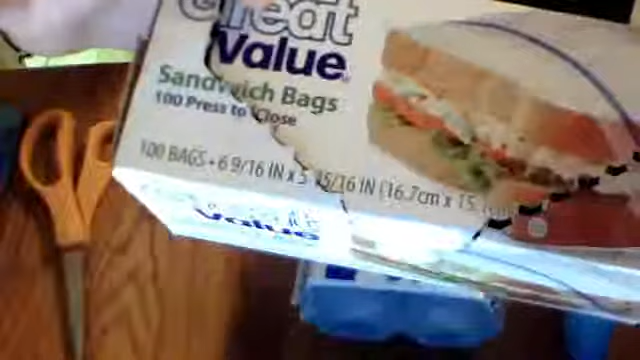 Great
Value
Sandwich Bags
100 Press to Close
100 BAGS • 6 9/16 IN x 5 15/16 IN (16.7cm x 15.
Value